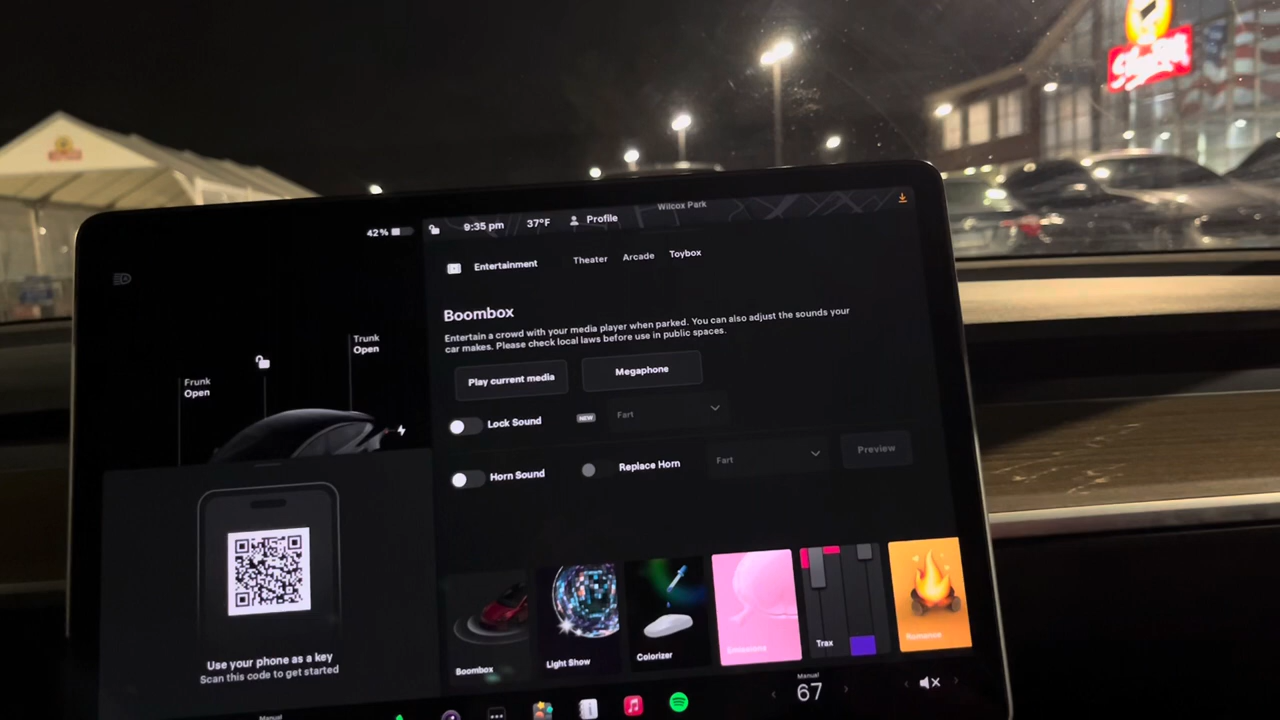 Wilcox Park
42%
9:35 pm
37°F
Profile
Entertainment
Theater
Arcade
Toybox
Boombox
Entertain a crowd with your media player when parked. You can also adjust the sounds your
car makes. Please check local laws before use in public spaces.
Play current media
Megaphone
Lock Sound
NEW
Fart
Horn Sound
Replace Horn
Fart
Preview
Trunk
Open
Frunk
Open
Use your phone as a key
Scan this code to get started
Boombox
Light Show
Colorizer
Emissions
Trax
Romance
Manual
67
Manual